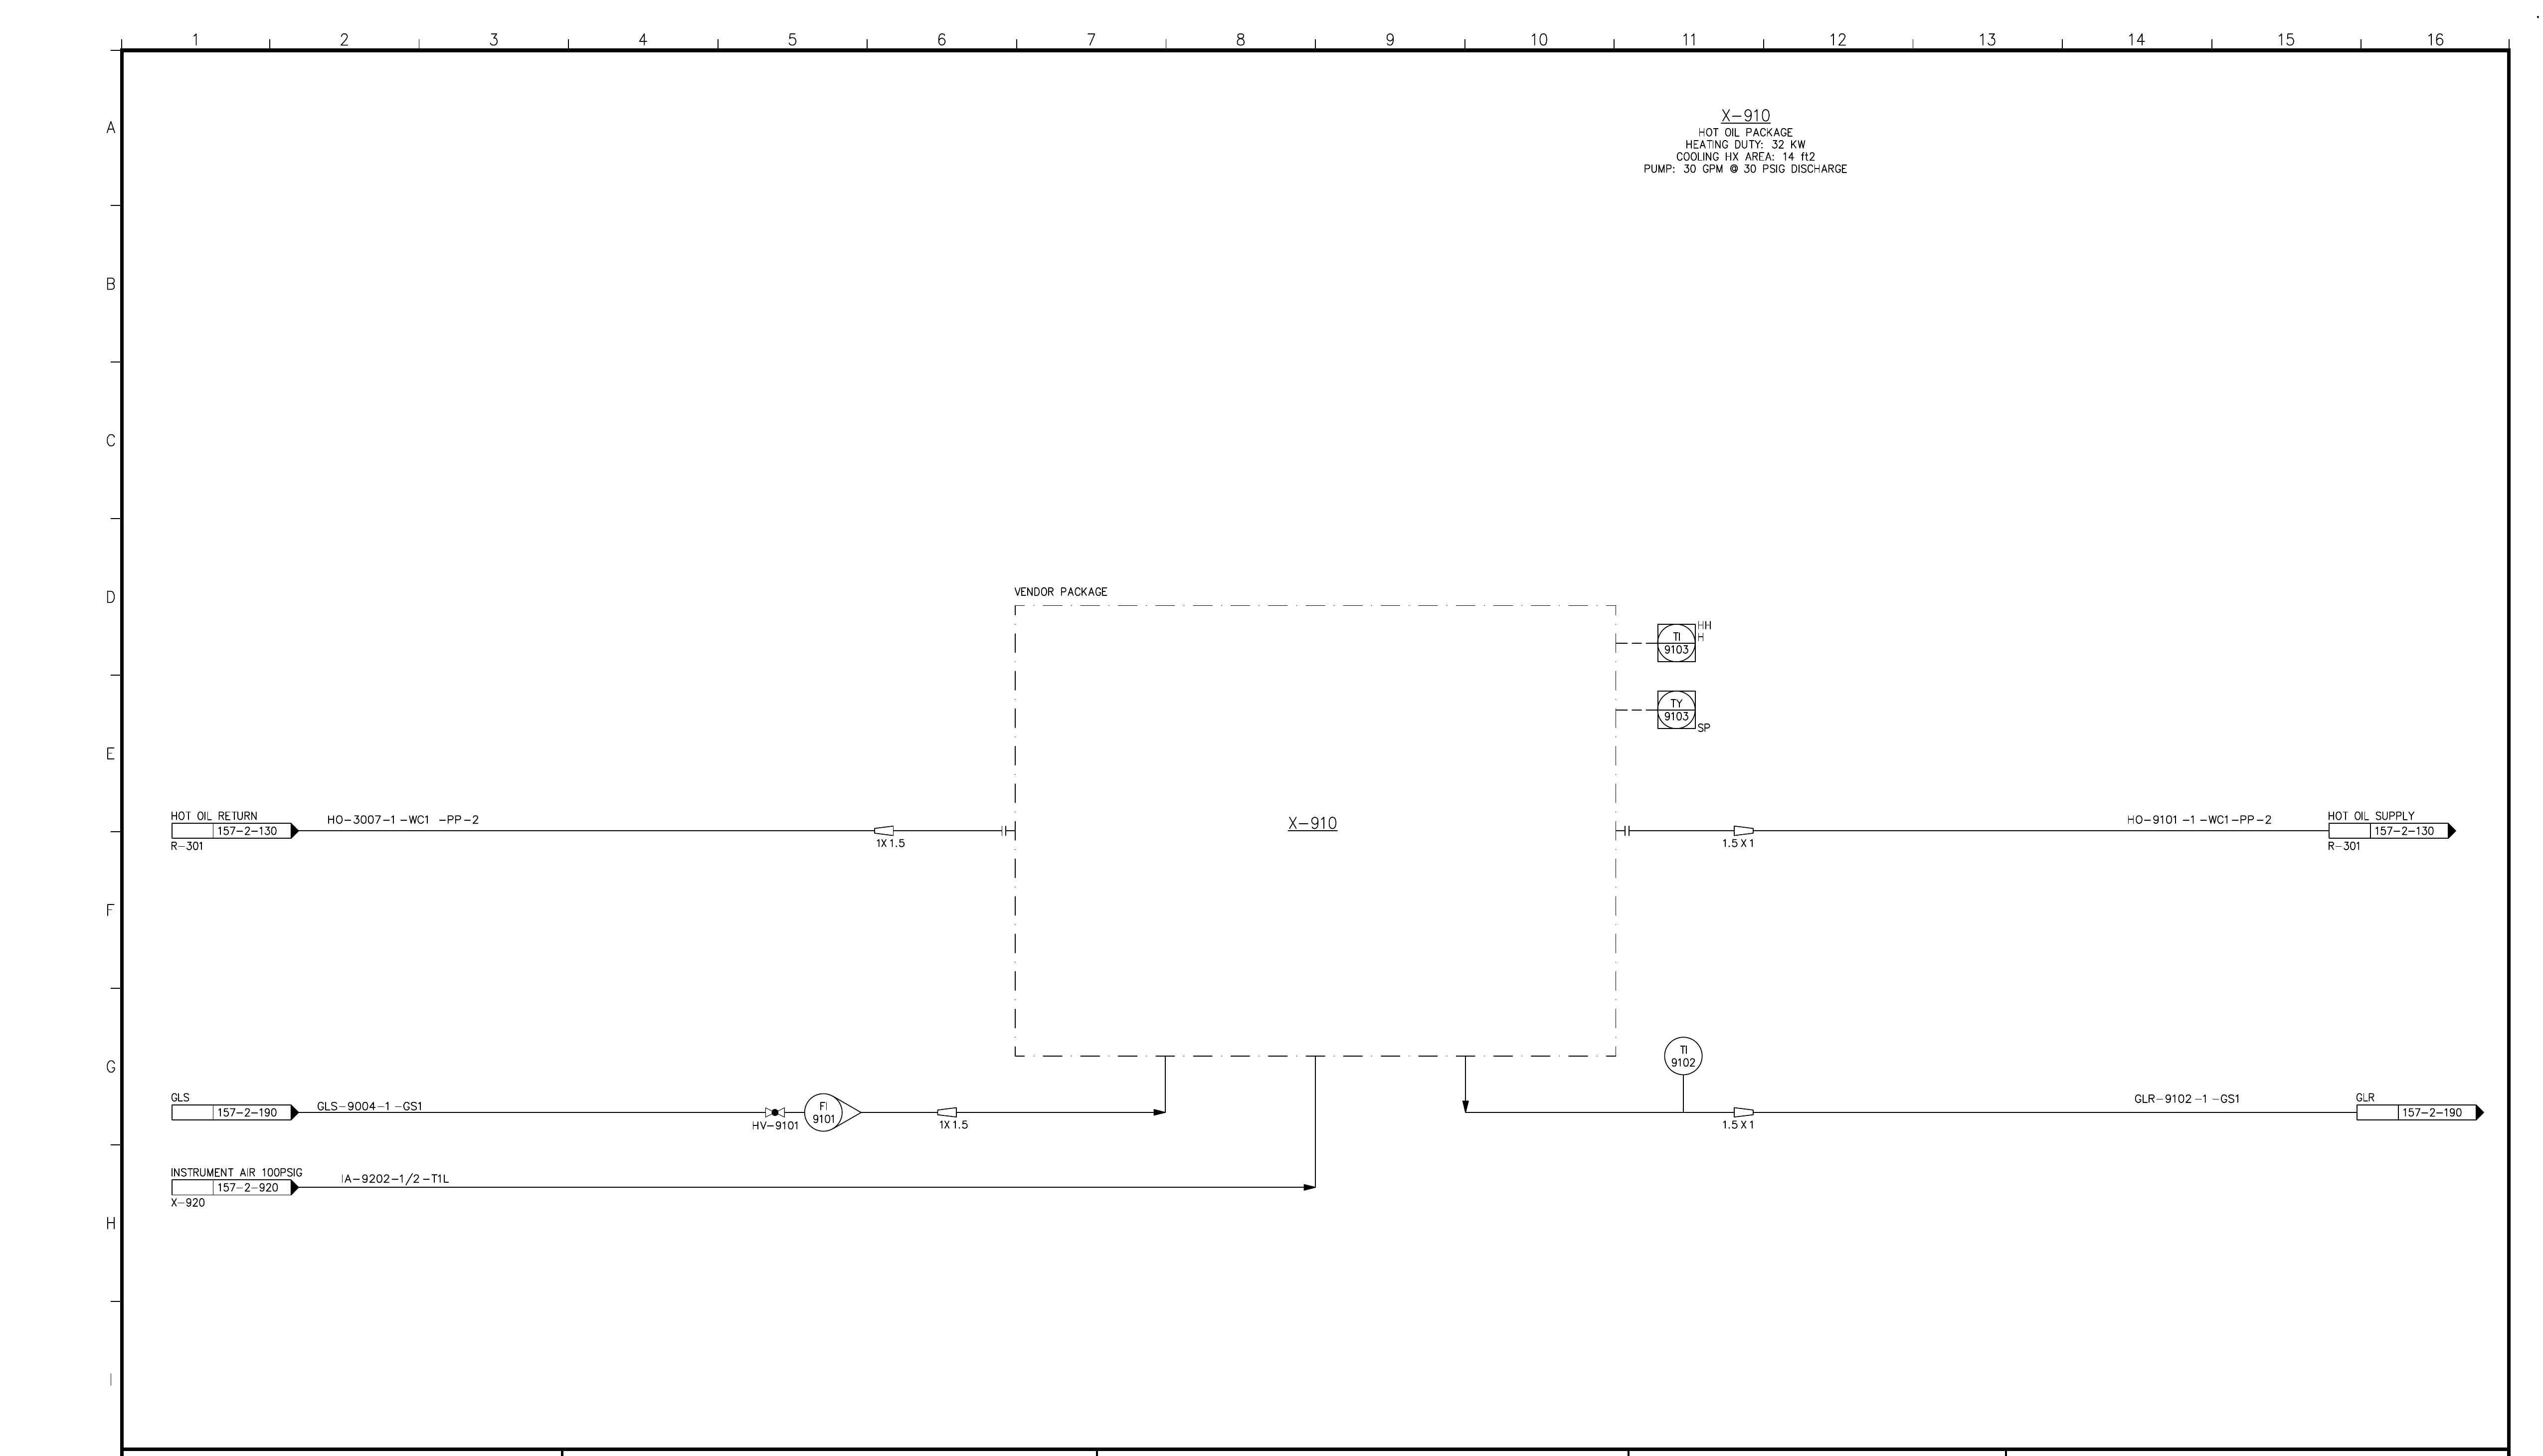 1 2 3 4 5 6 7 8 9 10 11 12 13 14 15 16
A
X-910
HOT OIL PACKAGE
HEATING DUTY: 32 KW
COOLING HX AREA: 14 ft2
PUMP: 30 GPM @ 30 PSIG DISCHARGE
B
C
D
VENDOR PACKAGE
HH
H
TI
9103
TY
9103
SP
E
HOT OIL RETURN
157-2-130
R-301
HO-3007-1-WC1 -PP-2
1X1.5
X-910
1.5X1
HO-9101-1-WC1-PP-2
HOT OIL SUPPLY
157-2-130
R-301
F
G
TI
9102
GLS
157-2-190
GLS-9004-1-GS1
HV-9101
FI
9101
1X1.5
1.5X1
GLR-9102-1-GS1
GLR
157-2-190
INSTRUMENT AIR 100PSIG
157-2-920
X-920
IA-9202-1/2-T1L
H
I